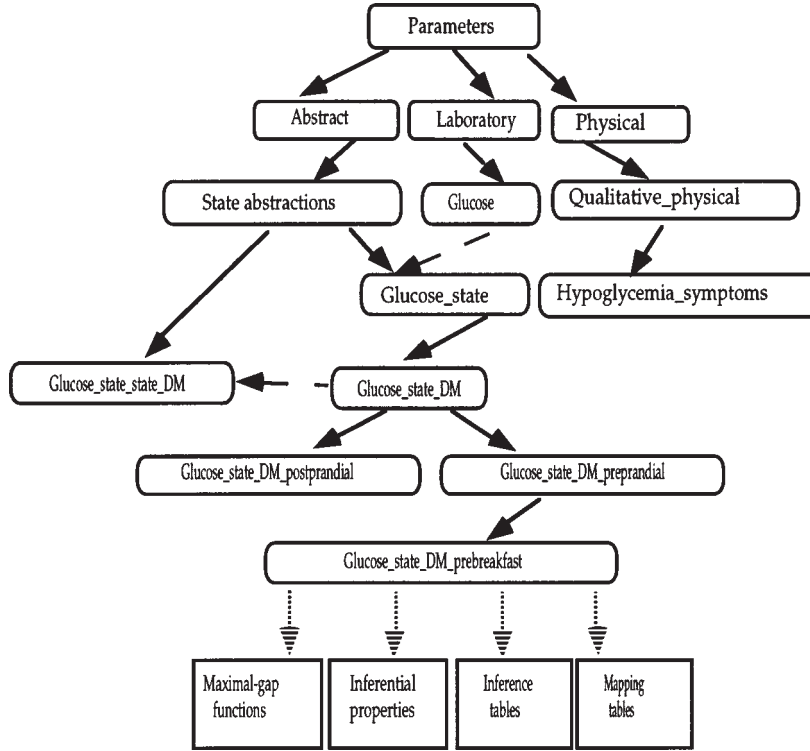 Parameters
Abstract
Laboratory
Physical
State abstractions
Glucose
Qualitative_physical
Glucose_state
Hypoglycemia_symptoms
Glucose_state_state_DM
Glucose_state_DM
Glucose_state_DM_postprandial
Glucose_state_DM_preprandial
Glucose_state_DM_prebreakfast
Maximal-gap
functions
Inferential
properties
Inference
tables
Mapping
tables